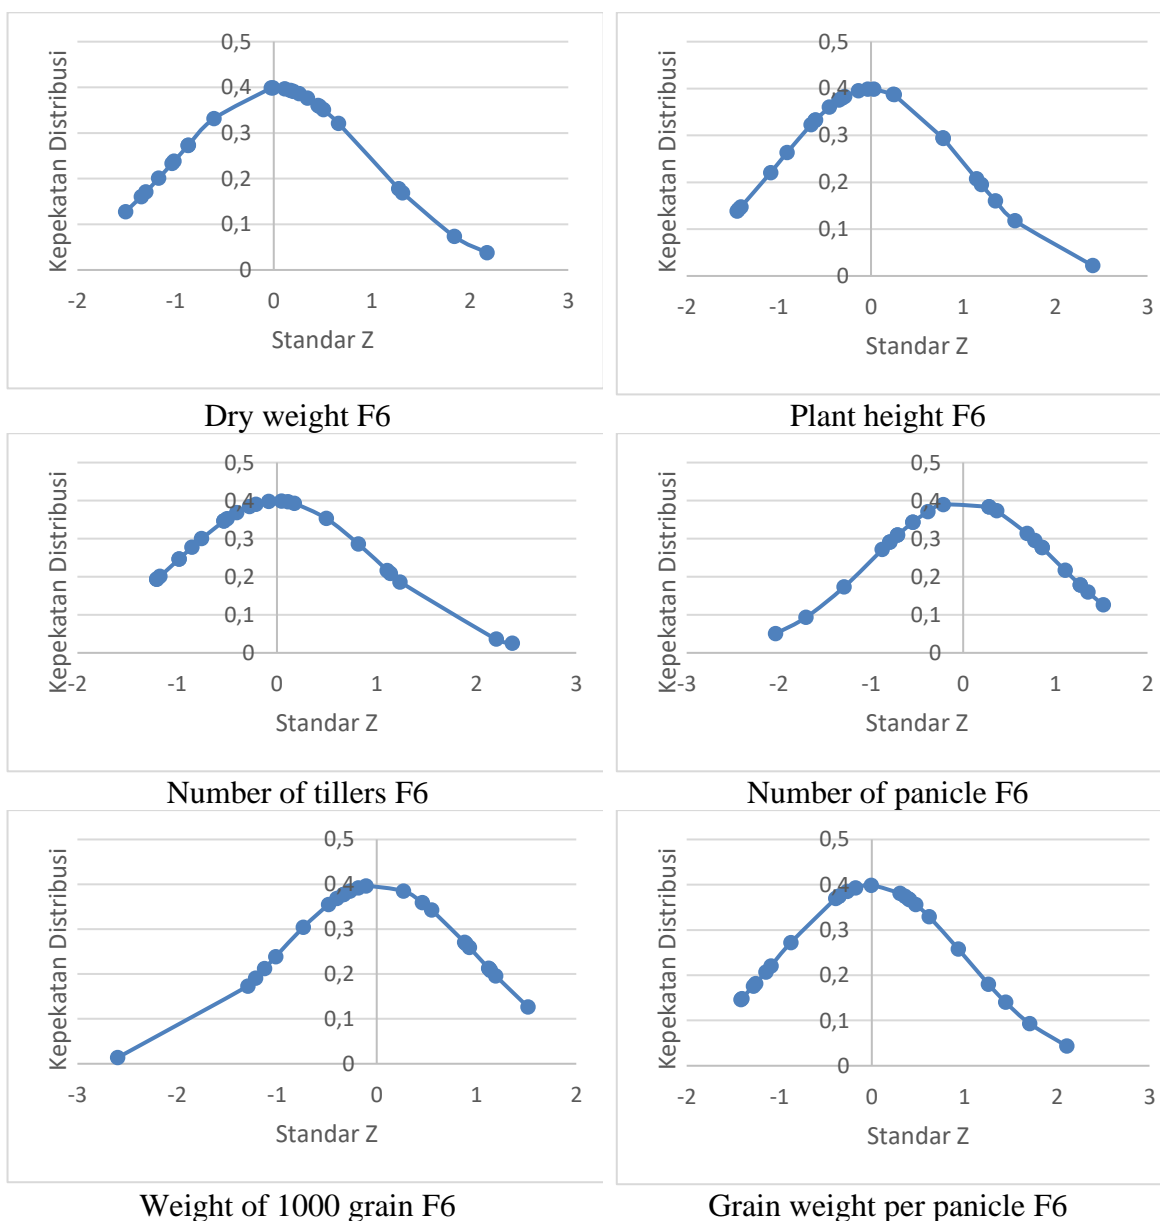 0,5
0,4
0,3
0,2
0,1
0
-2 -1 0 1 2 3
Kepekatan Distribusi
Standar Z
Dry weight F6
0,5
0,4
0,3
0,2
0,1
0
-2 -1 0 1 2 3
Kepekatan Distribusi
Standar Z
Plant height F6
0,5
0,4
0,3
0,2
0,1
0
-2 -1 0 1 2 3
Kepekatan Distribusi
Standar Z
Number of tillers F6
0,5
0,4
0,3
0,2
0,1
0
-3 -2 -1 0 1 2
Kepekatan Distribusi
Standar Z
Number of panicle F6
0,5
0,4
0,3
0,2
0,1
0
-3 -2 -1 0 1 2
Kepekatan Distribusi
Standar Z
Weight of 1000 grain F6
0,5
0,4
0,3
0,2
0,1
0
-2 -1 0 1 2 3
Kepekatan Distribusi
Standar Z
Grain weight per panicle F6